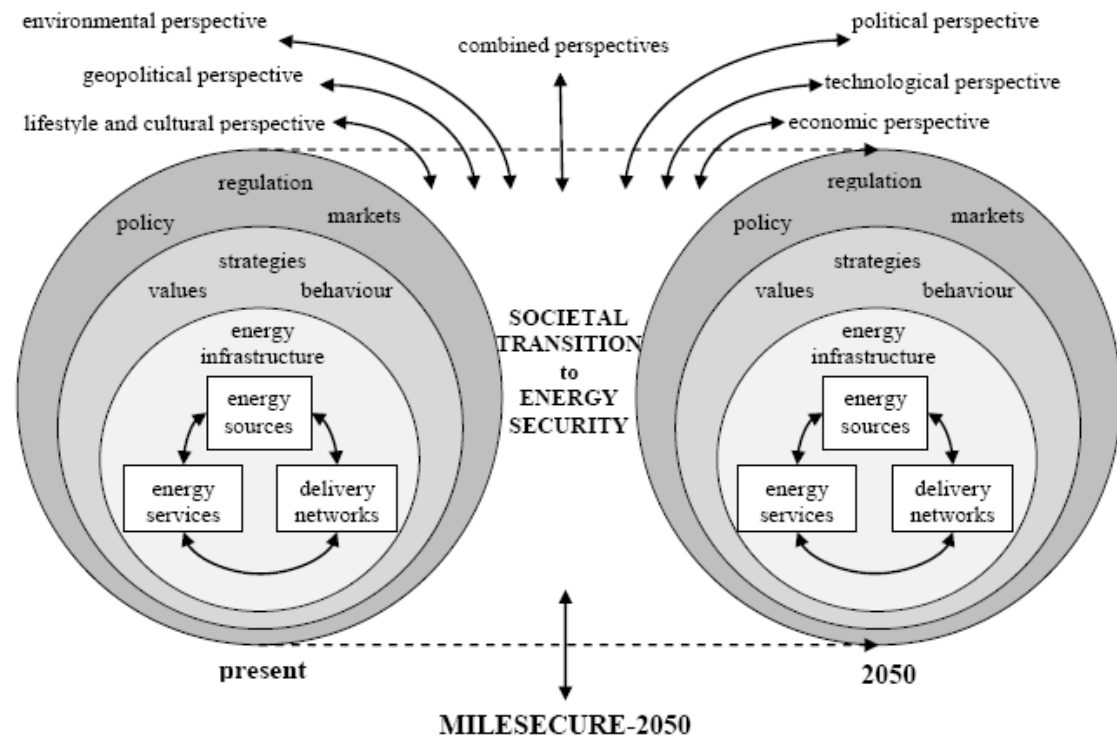 environmental perspective
political perspective
combined perspectives
geopolitical perspective
technological perspective
lifestyle and cultural perspective
economic perspective
regulation
policy
markets
strategies
values
behaviour
energy
infrastructure
energy
sources
energy
services
delivery
networks
present
SOCIETAL
TRANSITION
to
ENERGY
SECURITY
regulation
policy
markets
strategies
values
behaviour
energy
infrastructure
energy
sources
energy
services
delivery
networks
2050
MILESECURE-2050